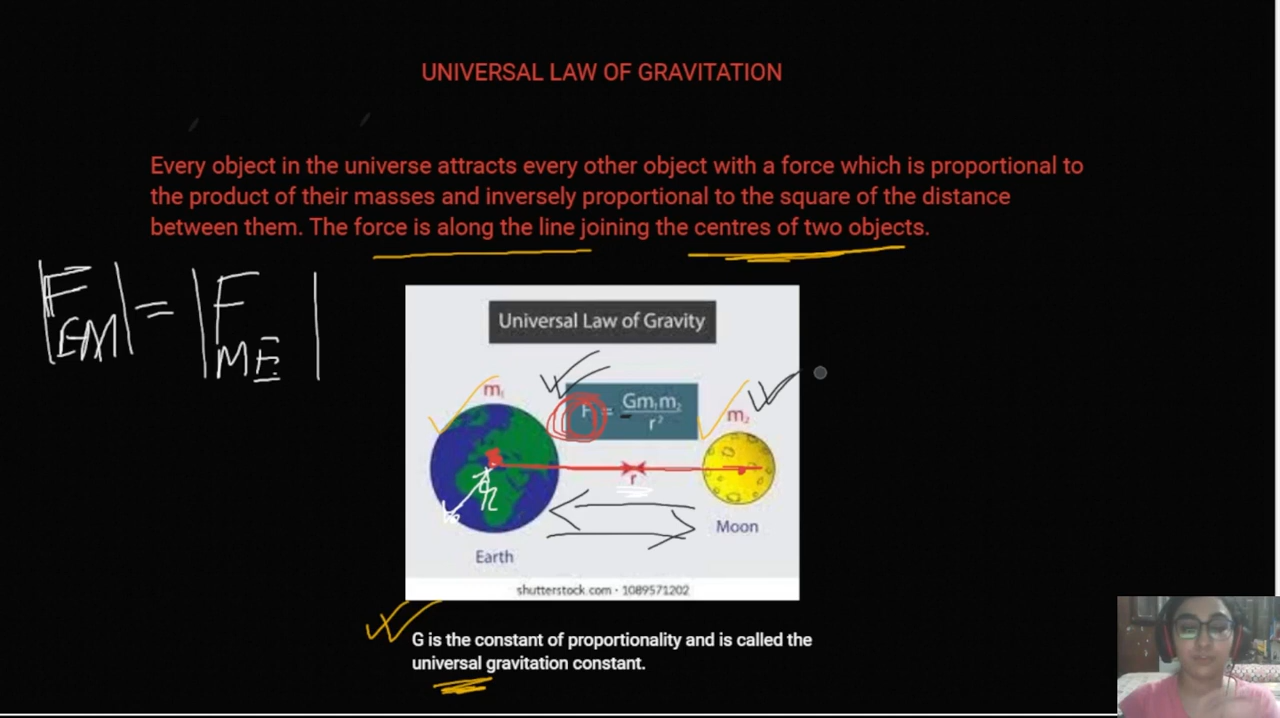 UNIVERSAL LAW OF GRAVITATION
Every object in the universe attracts every other object with a force which is proportional to
the product of their masses and inversely proportional to the square of the distance
between them. The force is along the line joining the centres of two objects.
|F_EM| = |F_ME|
Universal Law of Gravity
m₁
F = Gm₁m₂
r²
m₂
r
Moon
Earth
shutterstock.com · 1089571202
G is the constant of proportionality and is called the
universal gravitation constant.